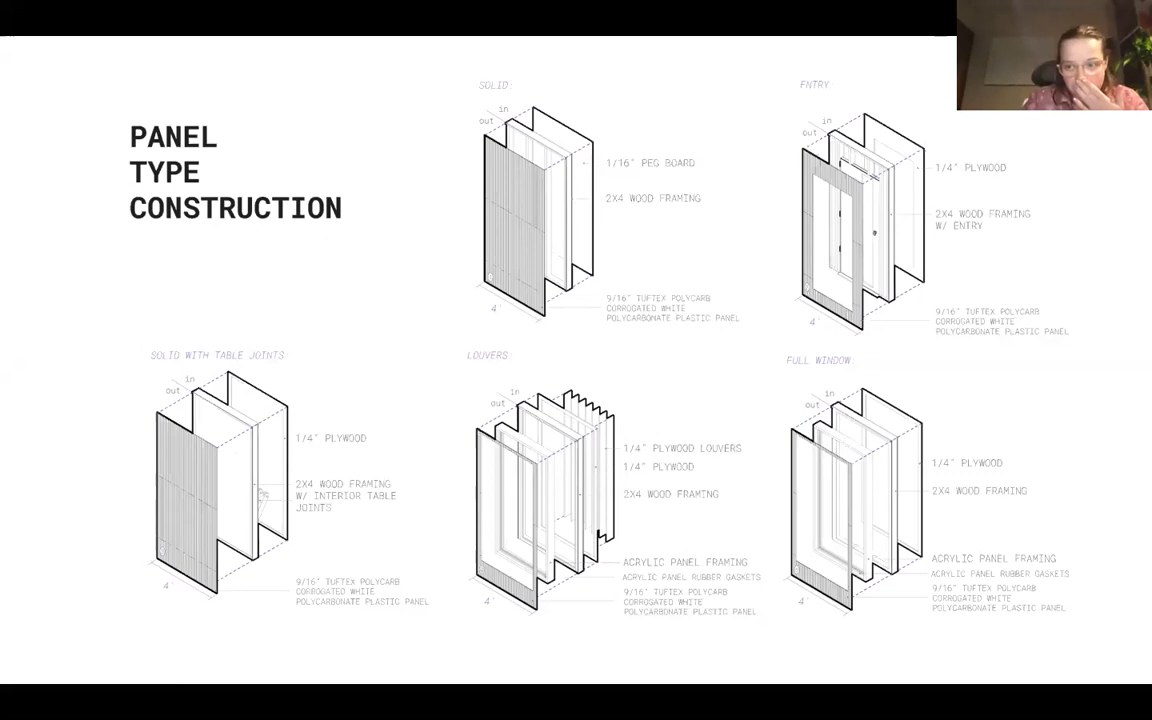 PANEL
TYPE
CONSTRUCTION
SOLID:
in
out
1/16" PEG BOARD
2X4 WOOD FRAMING
4'
9/16" TUFTEX POLYCARB
CORROGATED WHITE
POLYCARBONATE PLASTIC PANEL
ENTRY:
in
out
1/4" PLYWOOD
2X4 WOOD FRAMING
W/ ENTRY
4'
9/16" TUFTEX POLYCARB
CORROGATED WHITE
POLYCARBONATE PLASTIC PANEL
SOLID WITH TABLE JOINTS
in
out
1/4" PLYWOOD
2X4 WOOD FRAMING
W/ INTERIOR TABLE
JOINTS
4'
9/16" TUFTEX POLYCARB
CORROGATED WHITE
POLYCARBONATE PLASTIC PANEL
LOUVERS:
in
out
1/4" PLYWOOD LOUVERS
1/4" PLYWOOD
2X4 WOOD FRAMING
ACRYLIC PANEL FRAMING
ACRYLIC PANEL RUBBER GASKETS
4'
9/16" TUFTEX POLYCARB
CORROGATED WHITE
POLYCARBONATE PLASTIC PANEL
FULL WINDOW:
in
out
1/4" PLYWOOD
2X4 WOOD FRAMING
ACRYLIC PANEL FRAMING
ACRYLIC PANEL RUBBER GASKETS
4'
9/16" TUFTEX POLYCARB
CORROGATED WHITE
POLYCARBONATE PLASTIC PANEL